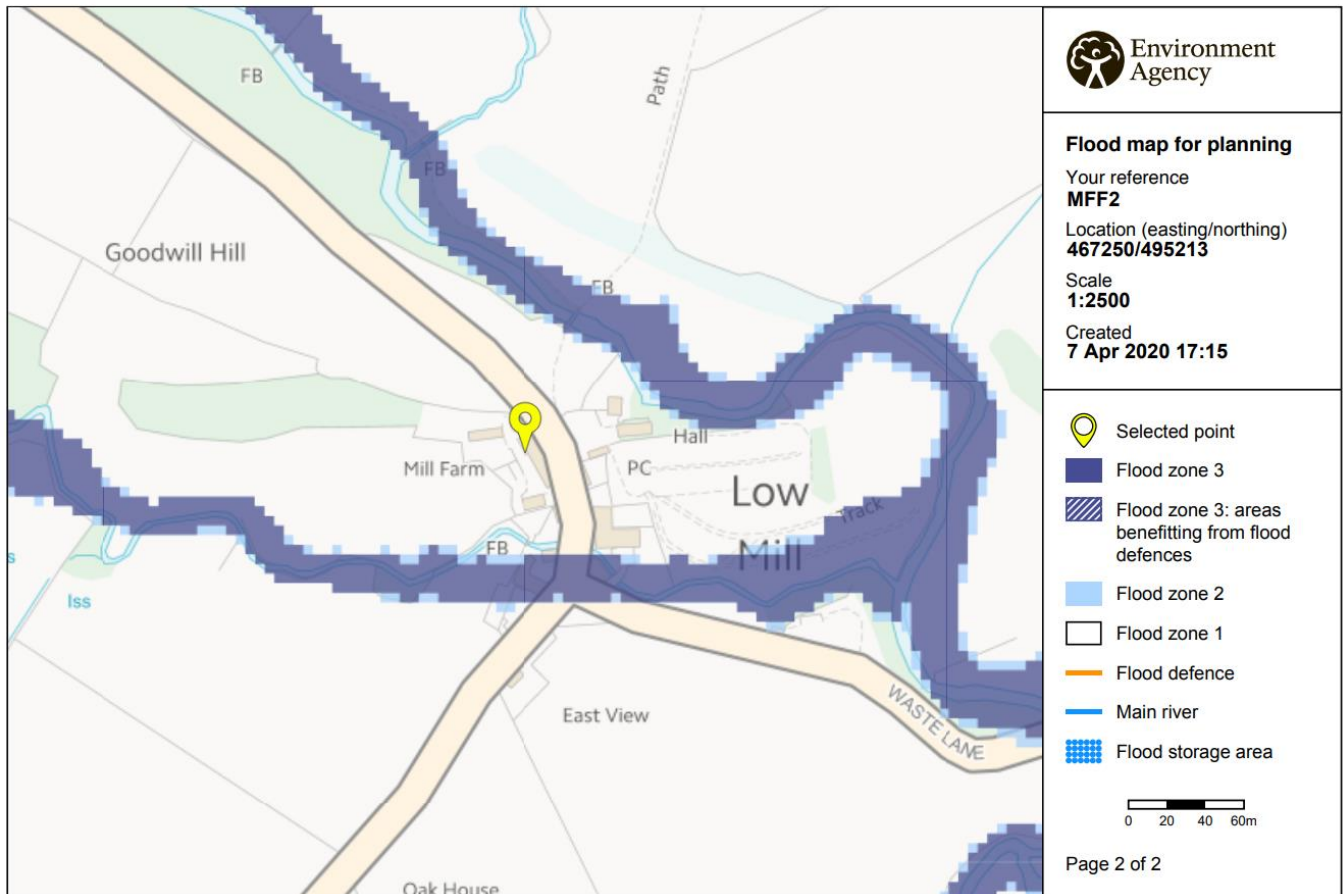 FB
Path
FB
Goodwill Hill
FB
Hall
Mill Farm
PC
Low
Track
Mill
FB
s
Iss
WASTE LANE
East View
Oak House
Environment
Agency
Flood map for planning
Your reference
MFF2
Location (easting/northing)
467250/495213
Scale
1:2500
Created
7 Apr 2020 17:15
Selected point
Flood zone 3
Flood zone 3: areas
benefitting from flood
defences
Flood zone 2
Flood zone 1
Flood defence
Main river
Flood storage area
0 20 40 60m
Page 2 of 2